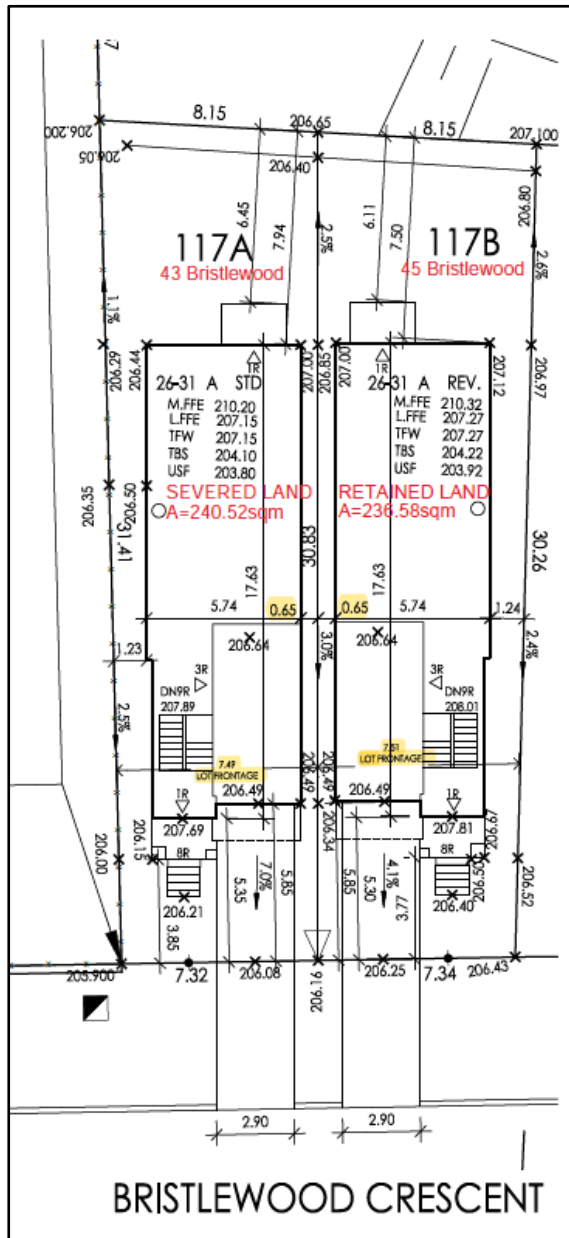 8.15
206.65
8.15
207.100
206.200
206.05
206.40
206.80
6.45
7.94
2.5%
6.11
7.50
2.6%
117A
117B
43 Bristlewood
45 Bristlewood
1.1%
206.29
206.44
1R
207.00
206.85
207.00
1R
207.12
206.97
26-31 A STD
26-31 A REV.
M.FFE 210.20
L.FFE 207.15
TFW 207.15
TBS 204.10
USF 203.80
M.FFE 210.32
L.FFE 207.27
TFW 207.27
TBS 204.22
USF 203.92
206.35
206.50
SEVERED LAND
A=240.52sqm
RETAINED LAND
A=236.58sqm
31.41
30.83
30.26
17.63
17.63
5.74
0.65
0.65
5.74
1.24
206.64
206.64
3.0%
2.4%
1.23
3R
3R
DN9R
207.89
DN9R
208.01
2.5%
7.49
LOT FRONTAGE
7.51
LOT FRONTAGE
206.49
206.49
206.49
206.49
1R
207.69
206.34
1R
207.81
206.00
206.15
8R
8R
206.67
206.52
206.21
206.40
3.85
5.35
7.0%
5.85
5.85
5.30
4.1%
3.77
205.900
7.32
206.08
206.19
206.25
7.34
206.43
2.90
2.90
BRISTLEWOOD CRESCENT